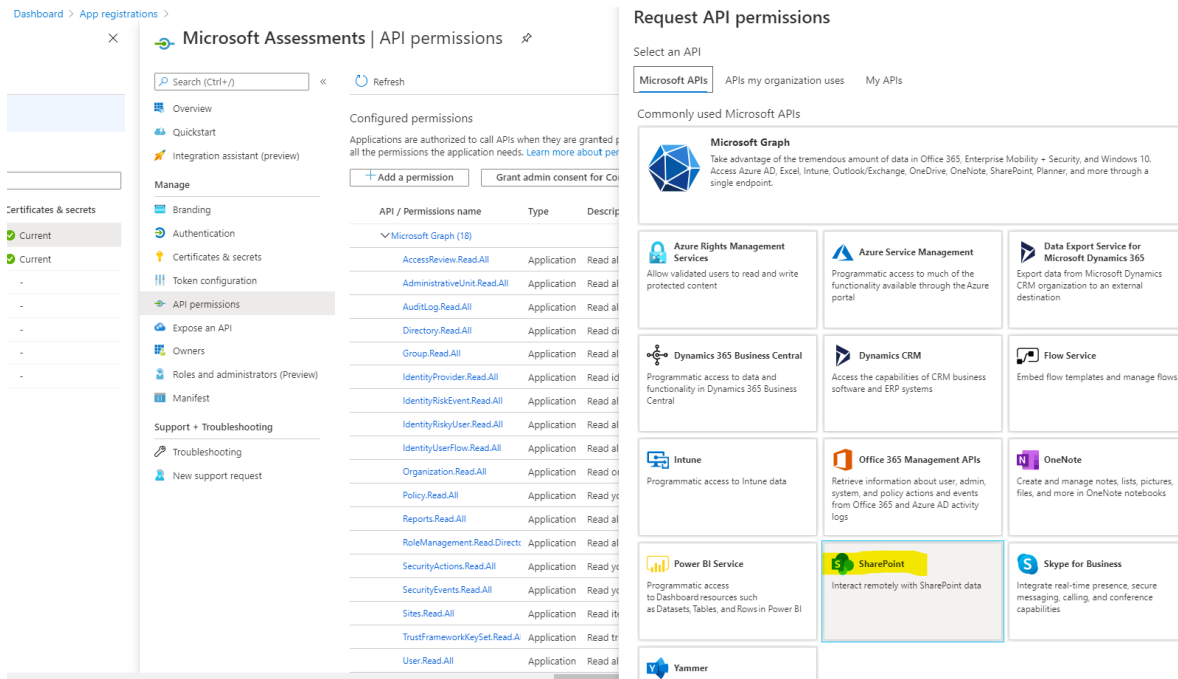 Dashboard > App registrations >
Microsoft Assessments | API permissions
Search (Ctrl+/)
Overview
Quickstart
Integration assistant (preview)
Manage
Branding
Authentication
Certificates & secrets
Token configuration
API permissions
Expose an API
Owners
Roles and administrators (Preview)
Manifest
Support + Troubleshooting
Troubleshooting
New support request
Certificates & secrets
Current
Current
-
-
-
-
-
Refresh
Configured permissions
Applications are authorized to call APIs when they are granted p
all the permissions the application needs. Learn more about per
Add a permission
Grant admin consent for Co
API / Permissions name Type Descrip
Microsoft Graph (18)
AccessReview.Read.All Application Read al
AdministrativeUnit.Read.All Application Read al
AuditLog.Read.All Application Read al
Directory.Read.All Application Read di
Group.Read.All Application Read al
IdentityProvider.Read.All Application Read id
IdentityRiskEvent.Read.All Application Read al
IdentityRiskyUser.Read.All Application Read al
IdentityUserFlow.Read.All Application Read al
Organization.Read.All Application Read or
Policy.Read.All Application Read yo
Reports.Read.All Application Read al
RoleManagement.Read.Directo Application Read al
SecurityActions.Read.All Application Read yo
SecurityEvents.Read.All Application Read yo
Sites.Read.All Application Read ite
TrustFrameworkKeySet.Read.A Application Read tr
User.Read.All Application Read al
Request API permissions
Select an API
Microsoft APIs APIs my organization uses My APIs
Commonly used Microsoft APIs
Microsoft Graph
Take advantage of the tremendous amount of data in Office 365, Enterprise Mobility + Security, and Windows 10.
Access Azure AD, Excel, Intune, Outlook/Exchange, OneDrive, OneNote, SharePoint, Planner, and more through a
single endpoint.
Azure Rights Management
Services
Allow validated users to read and write
protected content
Azure Service Management
Programmatic access to much of the
functionality available through the Azure
portal
Data Export Service for
Microsoft Dynamics 365
Export data from Microsoft Dynamics
CRM organization to an external
destination
Dynamics 365 Business Central
Programmatic access to data and
functionality in Dynamics 365 Business
Central
Dynamics CRM
Access the capabilities of CRM business
software and ERP systems
Flow Service
Embed flow templates and manage flows
Intune
Programmatic access to Intune data
Office 365 Management APIs
Retrieve information about user, admin,
system, and policy actions and events
from Office 365 and Azure AD activity
logs
OneNote
Create and manage notes, lists, pictures,
files, and more in OneNote notebooks
Power BI Service
Programmatic access
to Dashboard resources such
as Datasets, Tables, and Rows in Power BI
SharePoint
Interact remotely with SharePoint data
Skype for Business
Integrate real-time presence, secure
messaging, calling, and conference
capabilities
Yammer